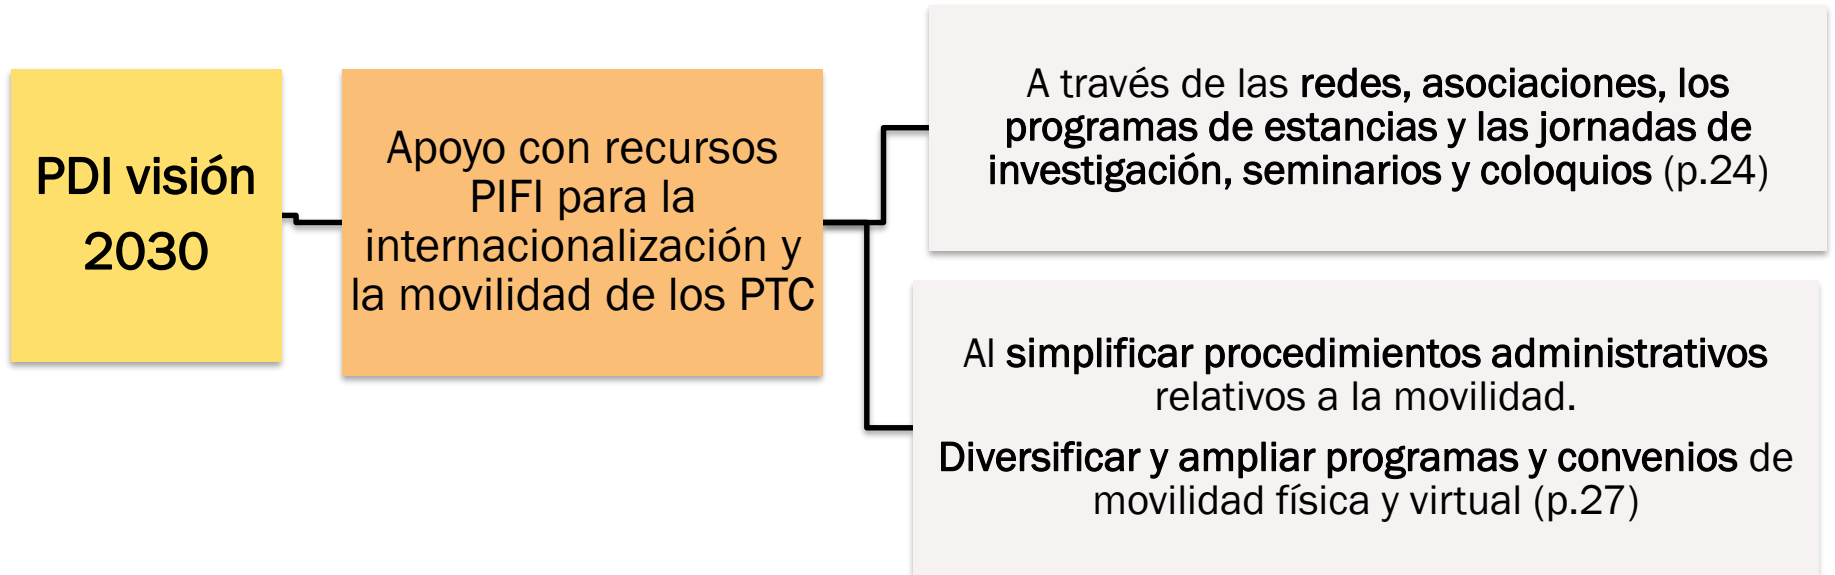 PDI visión
2030
Apoyo con recursos
PIFI para la
internacionalización y
la movilidad de los PTC
A través de las redes, asociaciones, los
programas de estancias y las jornadas de
investigación, seminarios y coloquios (p.24)
Al simplificar procedimientos administrativos
relativos a la movilidad.
Diversificar y ampliar programas y convenios de
movilidad física y virtual (p.27)